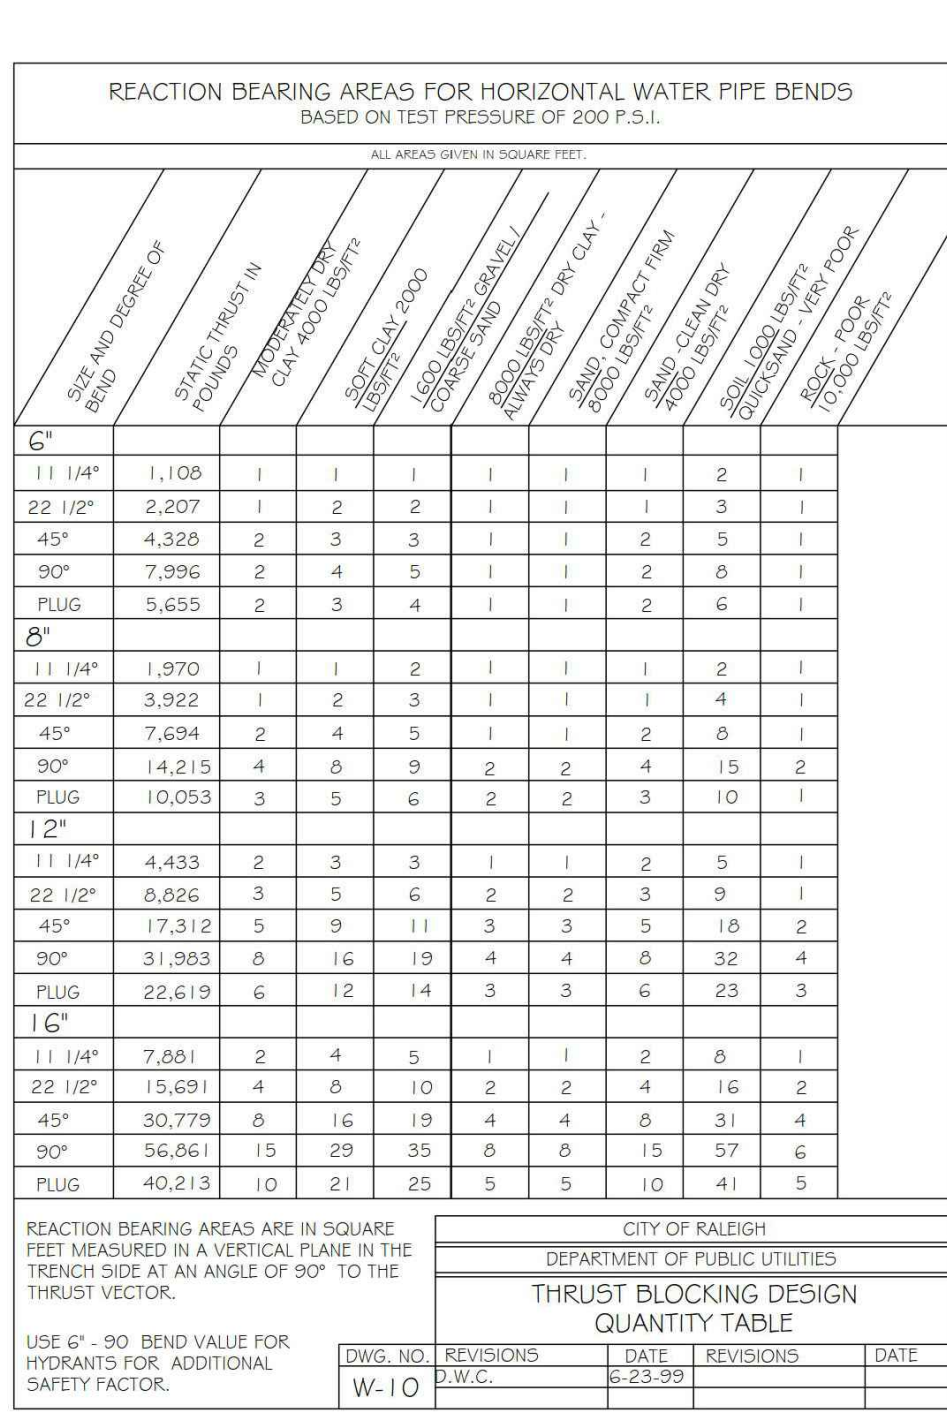 REACTION BEARING AREAS FOR HORIZONTAL WATER PIPE BENDS
BASED ON TEST PRESSURE OF 200 P.S.I.
ALL AREAS GIVEN IN SQUARE FEET.
SIZE AND DEGREE OF
BEND
STATIC THRUST IN
POUNDS
MODERATELY DRY
CLAY 4000 LBS/FT²
SOFT CLAY 2000
LBS/FT²
1600 LBS/FT² GRAVEL /
COARSE SAND
8000 LBS/FT² DRY CLAY -
ALWAYS DRY
SAND, COMPACT FIRM
8000 LBS/FT²
SAND -CLEAN DRY
4000 LBS/FT²
SOIL 1000 LBS/FT²
QUICKSAND - VERY POOR
ROCK - POOR
10,000 LBS/FT²
6"
11 1/4° 1,108 1 1 1 1 1 1 2 1
22 1/2° 2,207 1 2 2 1 1 1 3 1
45° 4,328 2 3 3 1 1 2 5 1
90° 7,996 2 4 5 1 1 2 8 1
PLUG 5,655 2 3 4 1 1 2 6 1
8"
11 1/4° 1,970 1 1 2 1 1 1 2 1
22 1/2° 3,922 1 2 3 1 1 1 4 1
45° 7,694 2 4 5 1 1 2 8 1
90° 14,215 4 8 9 2 2 4 15 2
PLUG 10,053 3 5 6 2 2 3 10 1
12"
11 1/4° 4,433 2 3 3 1 1 2 5 1
22 1/2° 8,826 3 5 6 2 2 3 9 1
45° 17,312 5 9 11 3 3 5 18 2
90° 31,983 8 16 19 4 4 8 32 4
PLUG 22,619 6 12 14 3 3 6 23 3
16"
11 1/4° 7,881 2 4 5 1 1 2 8 1
22 1/2° 15,691 4 8 10 2 2 4 16 2
45° 30,779 8 16 19 4 4 8 31 4
90° 56,861 15 29 35 8 8 15 57 6
PLUG 40,213 10 21 25 5 5 10 41 5
REACTION BEARING AREAS ARE IN SQUARE
FEET MEASURED IN A VERTICAL PLANE IN THE
TRENCH SIDE AT AN ANGLE OF 90° TO THE
THRUST VECTOR.
USE 6" - 90 BEND VALUE FOR
HYDRANTS FOR ADDITIONAL
SAFETY FACTOR.
CITY OF RALEIGH
DEPARTMENT OF PUBLIC UTILITIES
THRUST BLOCKING DESIGN
QUANTITY TABLE
DWG. NO. REVISIONS DATE REVISIONS DATE
W-10 D.W.C. 6-23-99